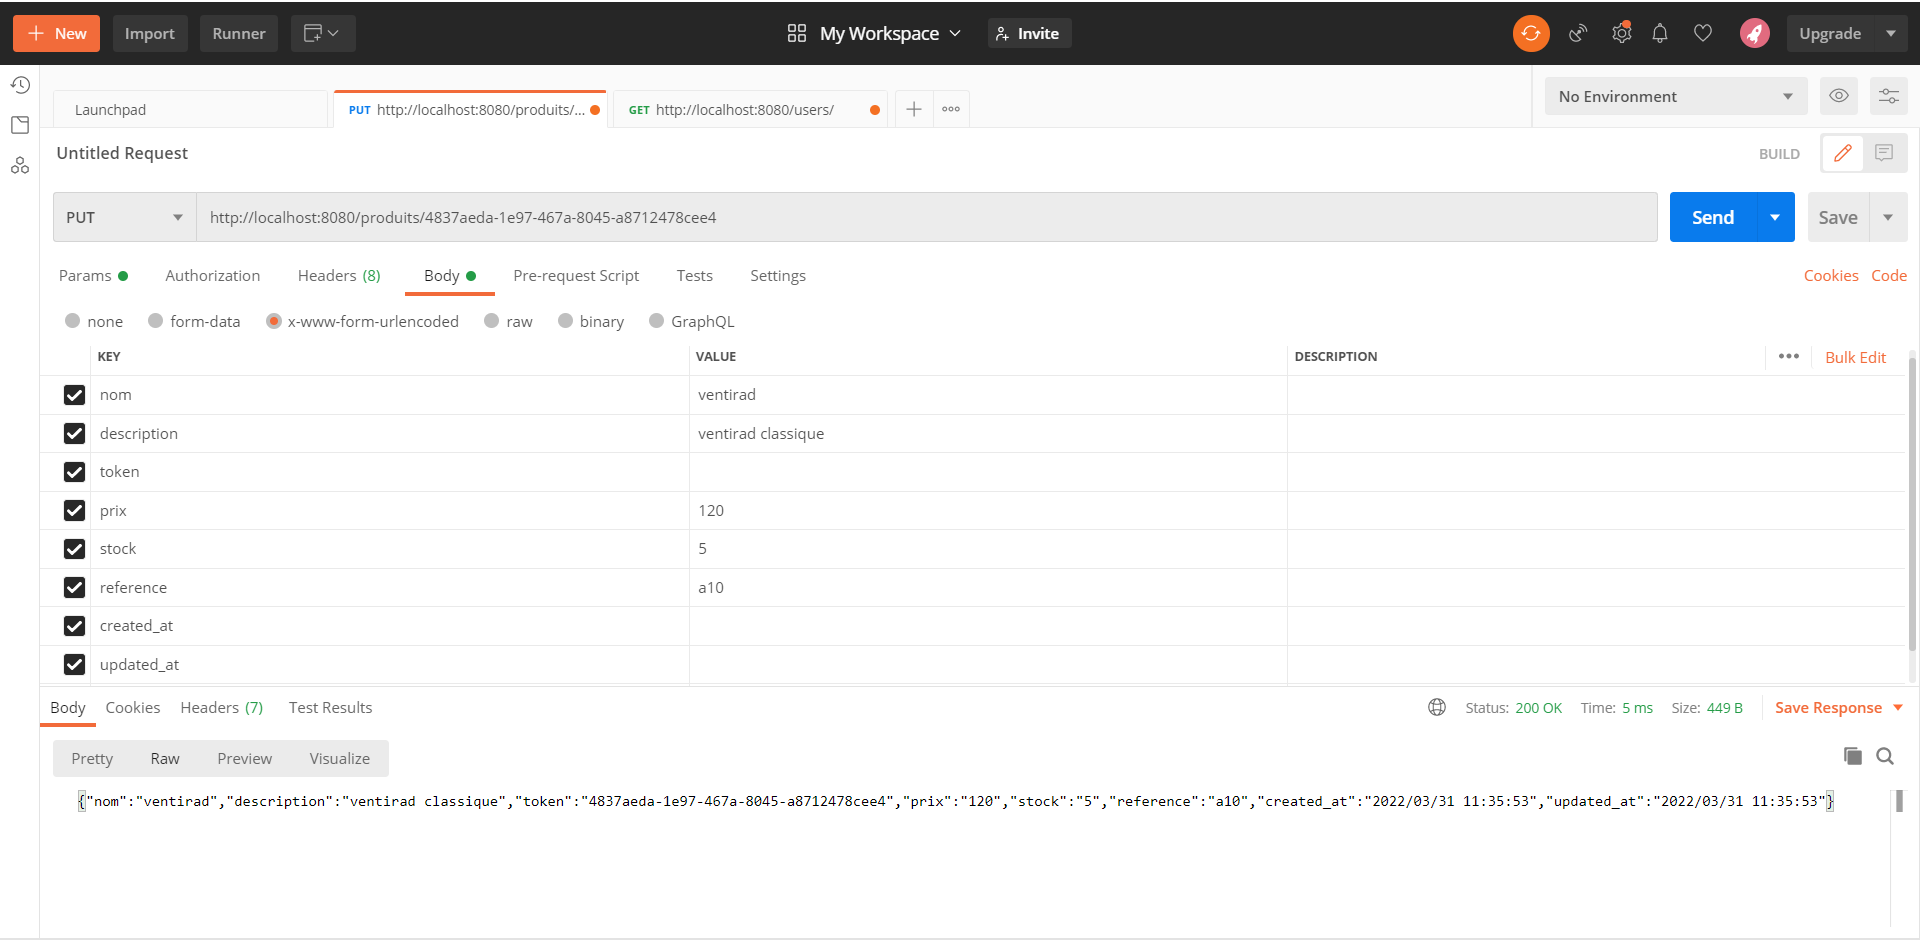 New Import Runner My Workspace Invite Upgrade
Launchpad PUT http://localhost:8080/produits/... GET http://localhost:8080/users/ No Environment
Untitled Request BUILD
PUT http://localhost:8080/produits/4837aeda-1e97-467a-8045-a8712478cee4 Send Save
Params Authorization Headers (8) Body Pre-request Script Tests Settings Cookies Code
none form-data x-www-form-urlencoded raw binary GraphQL
KEY VALUE DESCRIPTION Bulk Edit
nom ventirad
description ventirad classique
token
prix 120
stock 5
reference a10
created_at
updated_at
Body Cookies Headers (7) Test Results Status: 200 OK Time: 5 ms Size: 449 B Save Response
Pretty Raw Preview Visualize
{"nom":"ventirad","description":"ventirad classique","token":"4837aeda-1e97-467a-8045-a8712478cee4","prix":"120","stock":"5","reference":"a10","created_at":"2022/03/31 11:35:53","updated_at":"2022/03/31 11:35:53"}